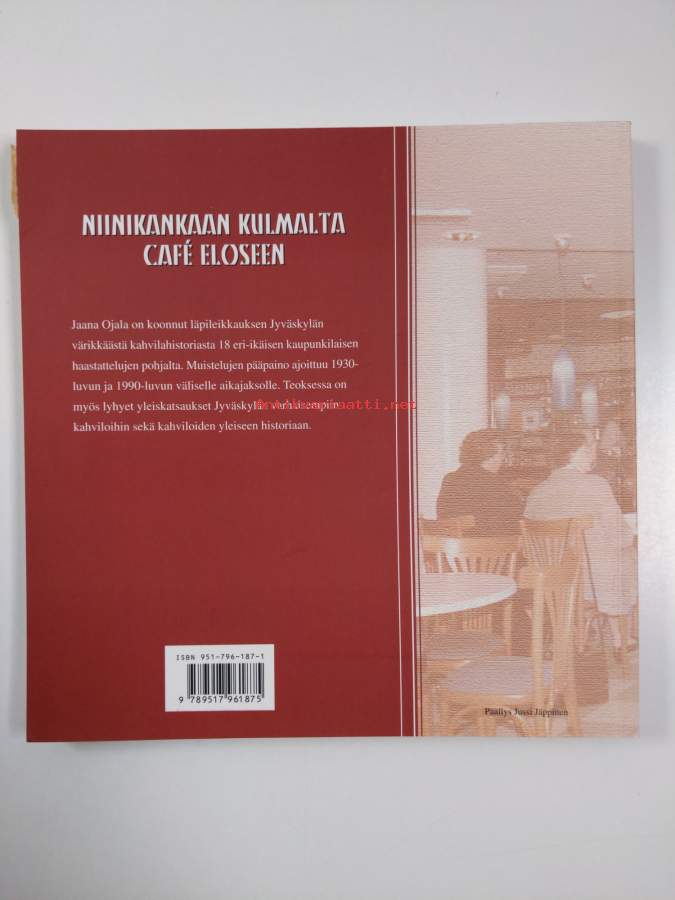 NIINIKANKAAN KULMALTA
CAFÉ ELOSEEN
Jaana Ojala on koonnut läpileikkauksen Jyväskylän
värikkäästä kahvilahistoriasta 18 eri-ikäisen kaupunkilaisen
haastattelujen pohjalta. Muistelujen pääpaino ajoittuu 1930-
luvun ja 1990-luvun väliselle aikajaksolle. Teoksessa on
myös lyhyet yleiskatsaukset Jyväskylän
Antikvariaatti.net
kahviloihin sekä kahviloiden yleiseen historiaan.
ISBN 951-796-187-1
9 789517 961875
Päällys Jussi Jäppinen